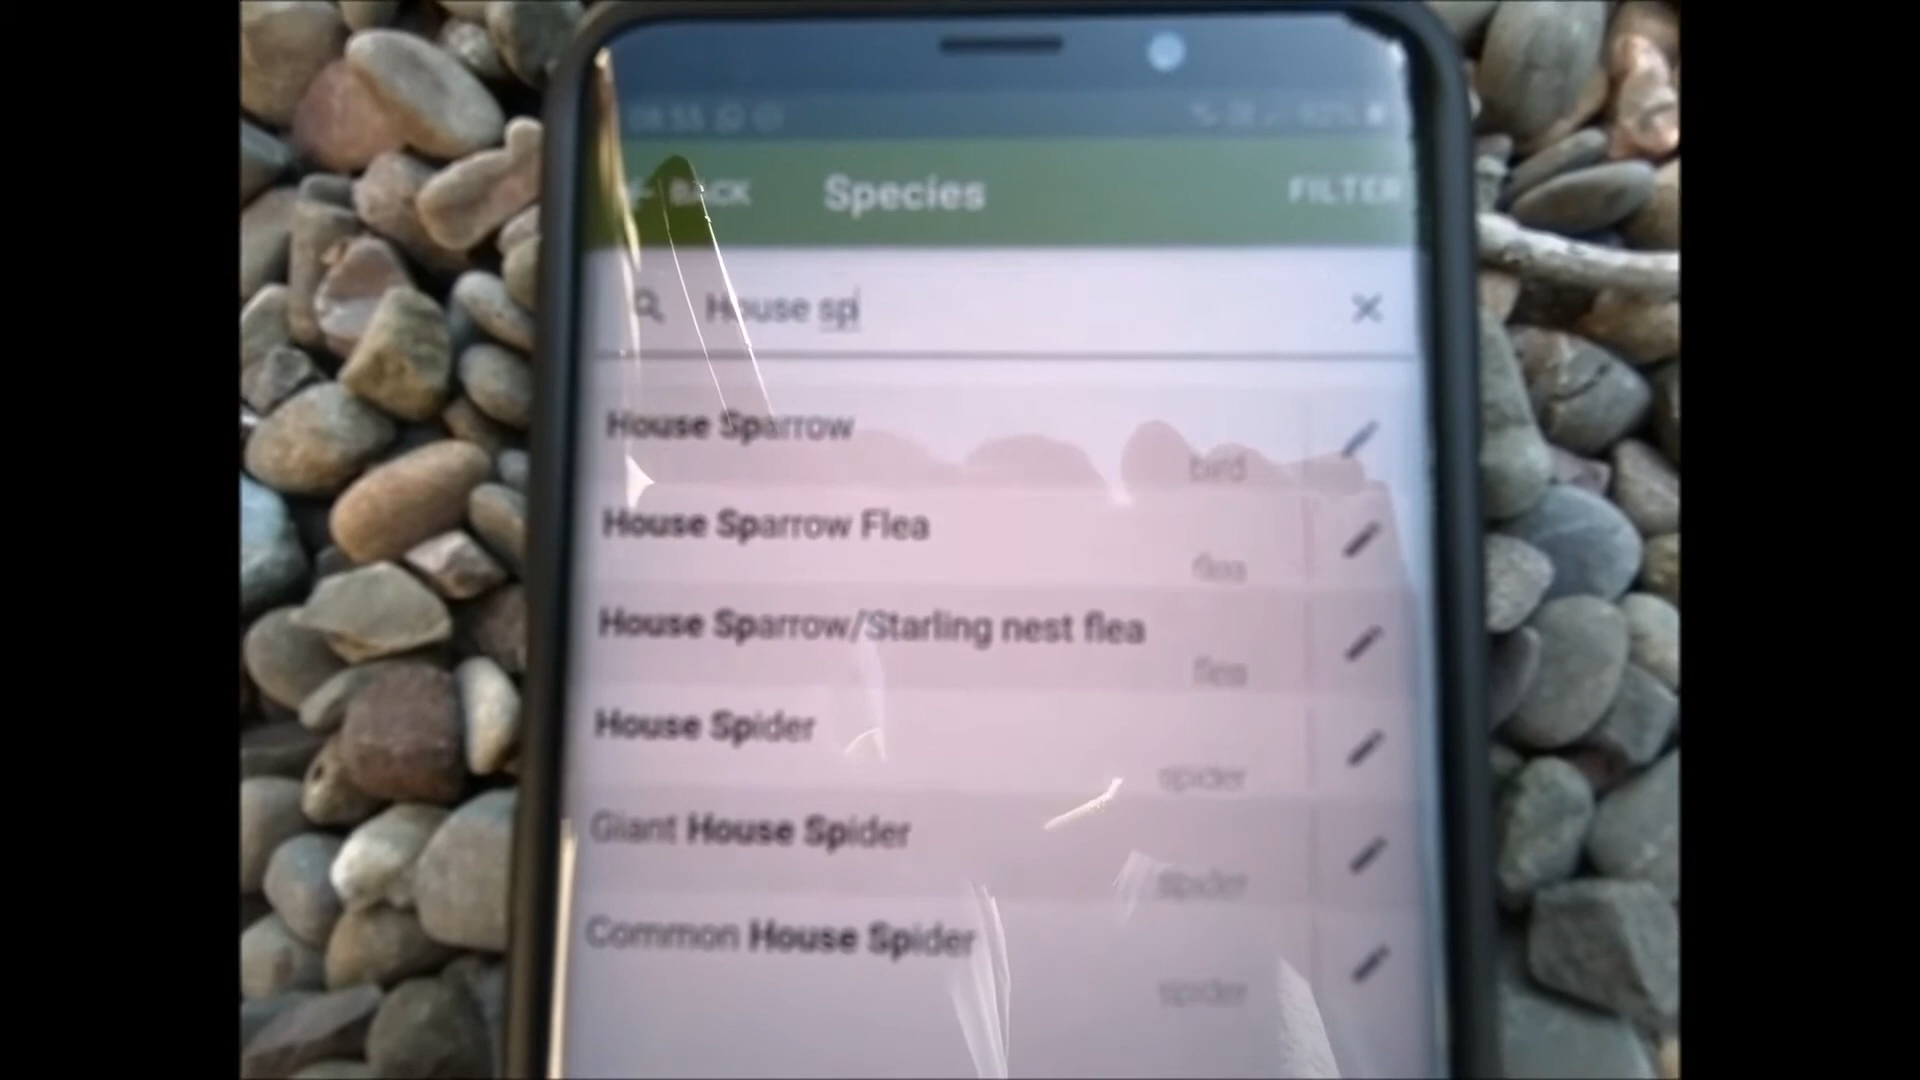 BACK Species FILTER
House sp
House Sparrow
bird
House Sparrow Flea
flea
House Sparrow/Starling nest flea
flea
House Spider
spider
Giant House Spider
spider
Common House Spider
spider